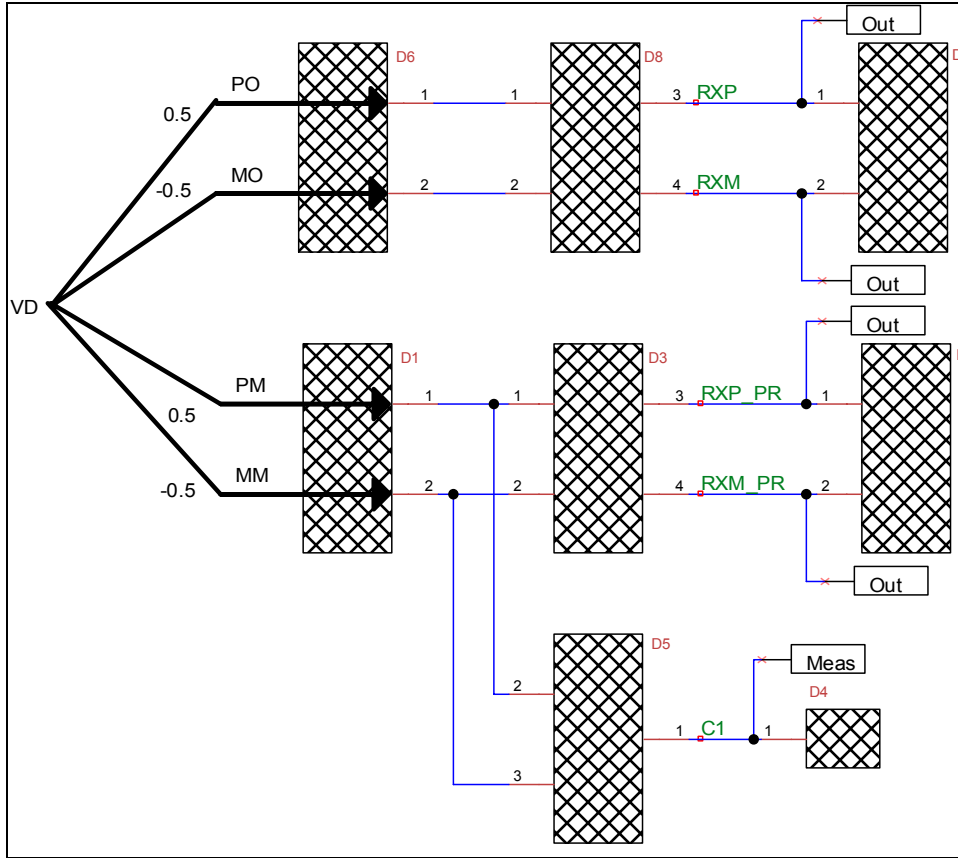 Out
D6
D8
D
PO
1
1
3
RXP
1
0.5
MO
-0.5
2
2
4
RXM
2
Out
VD
Out
D1
D3
PM
1
1
3
RXP_PR
1
0.5
MM
-0.5
2
2
4
RXM_PR
2
Out
D5
Meas
D4
2
1
C1
1
3